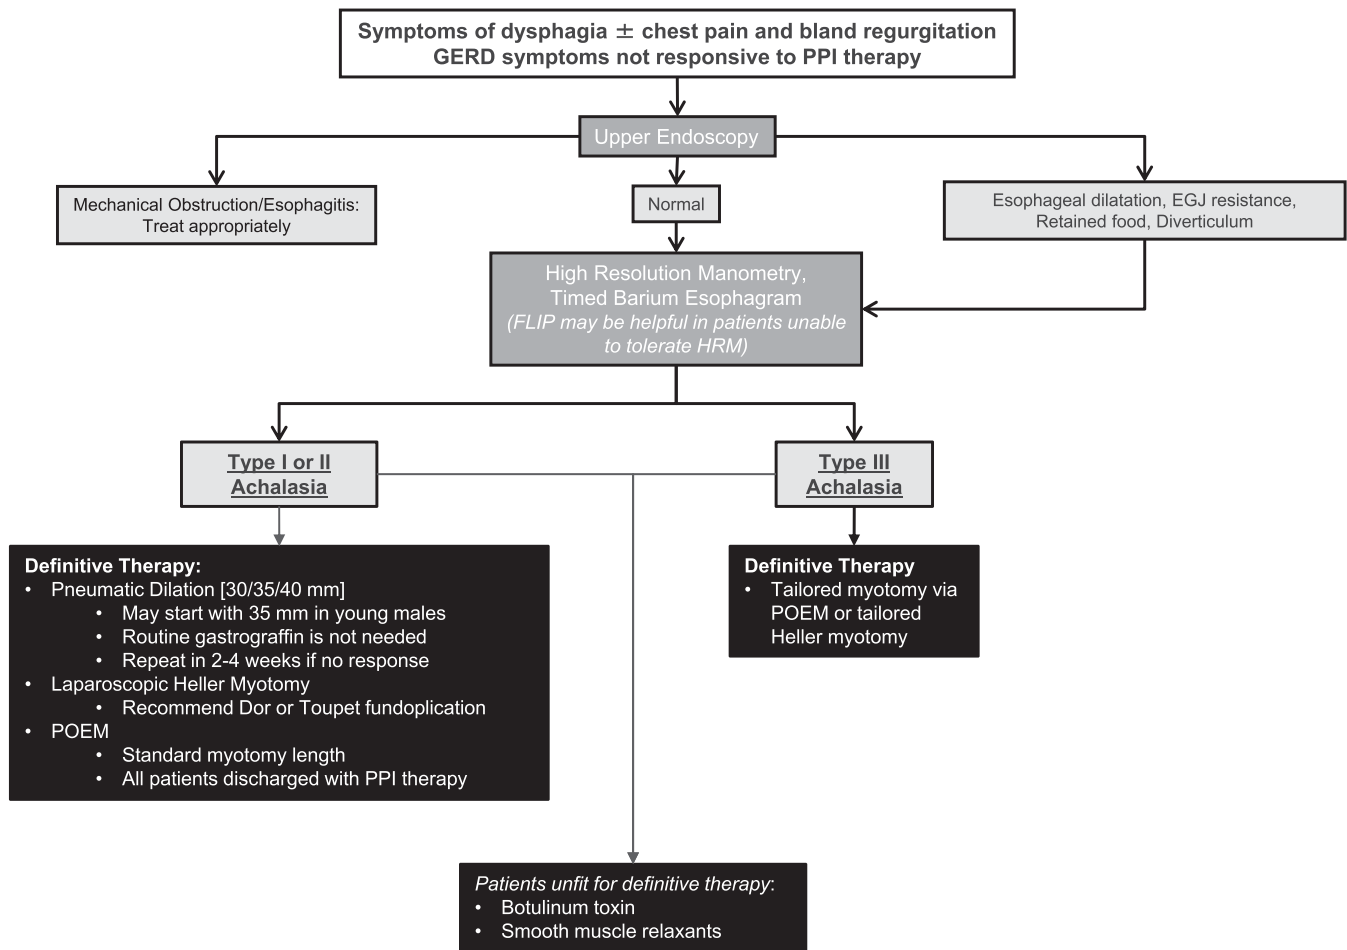 Symptoms of dysphagia ± chest pain and bland regurgitation
GERD symptoms not responsive to PPI therapy
Upper Endoscopy
Mechanical Obstruction/Esophagitis:
Treat appropriately
Normal
Esophageal dilatation, EGJ resistance,
Retained food, Diverticulum
High Resolution Manometry,
Timed Barium Esophagram
(FLIP may be helpful in patients unable
to tolerate HRM)
Type I or II
Achalasia
Type III
Achalasia
Definitive Therapy:
• Pneumatic Dilation [30/35/40 mm]
• May start with 35 mm in young males
• Routine gastrograffin is not needed
• Repeat in 2-4 weeks if no response
• Laparoscopic Heller Myotomy
• Recommend Dor or Toupet fundoplication
• POEM
• Standard myotomy length
• All patients discharged with PPI therapy
Definitive Therapy
• Tailored myotomy via
POEM or tailored
Heller myotomy
Patients unfit for definitive therapy:
• Botulinum toxin
• Smooth muscle relaxants